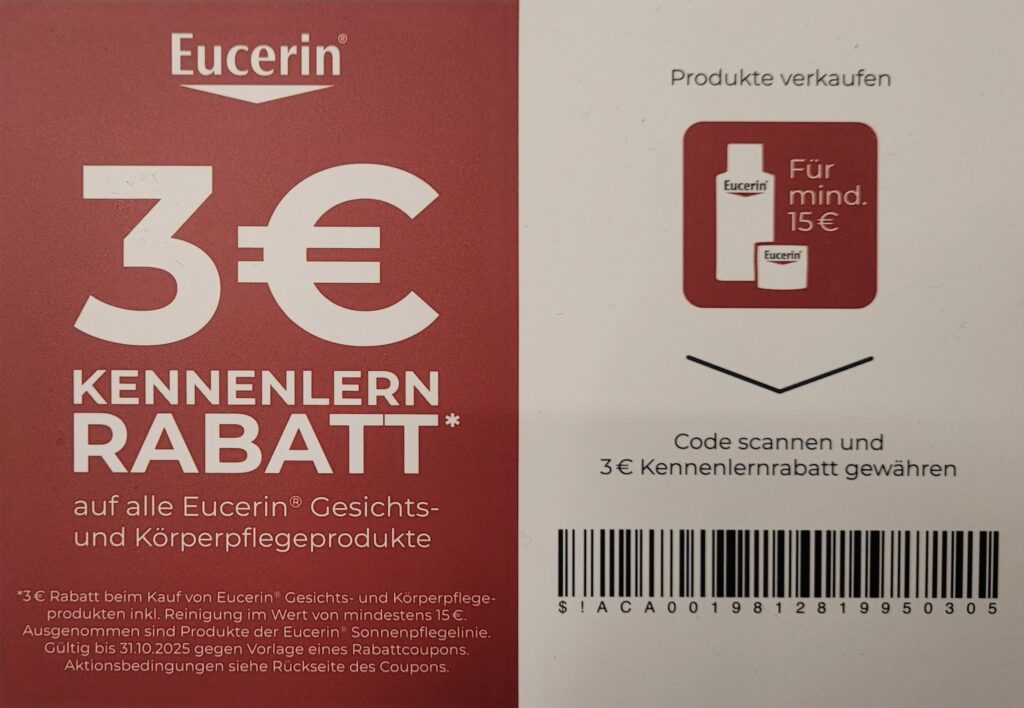 Eucerin®
3€
KENNENLERN
RABATT*
auf alle Eucerin® Gesichts-
und Körperpflegeprodukte
*3 € Rabatt beim Kauf von Eucerin® Gesichts- und Körperpflege-
produkten inkl. Reinigung im Wert von mindestens 15 €.
Ausgenommen sind Produkte der Eucerin® Sonnenpflegelinie.
Gültig bis 31.10.2025 gegen Vorlage eines Rabattcoupons.
Aktionsbedingungen siehe Rückseite des Coupons.
Produkte verkaufen
Eucerin®
Für
mind.
15 €
Eucerin®
Code scannen und
3 € Kennenlernrabatt gewähren
$!ACA0019812819950305